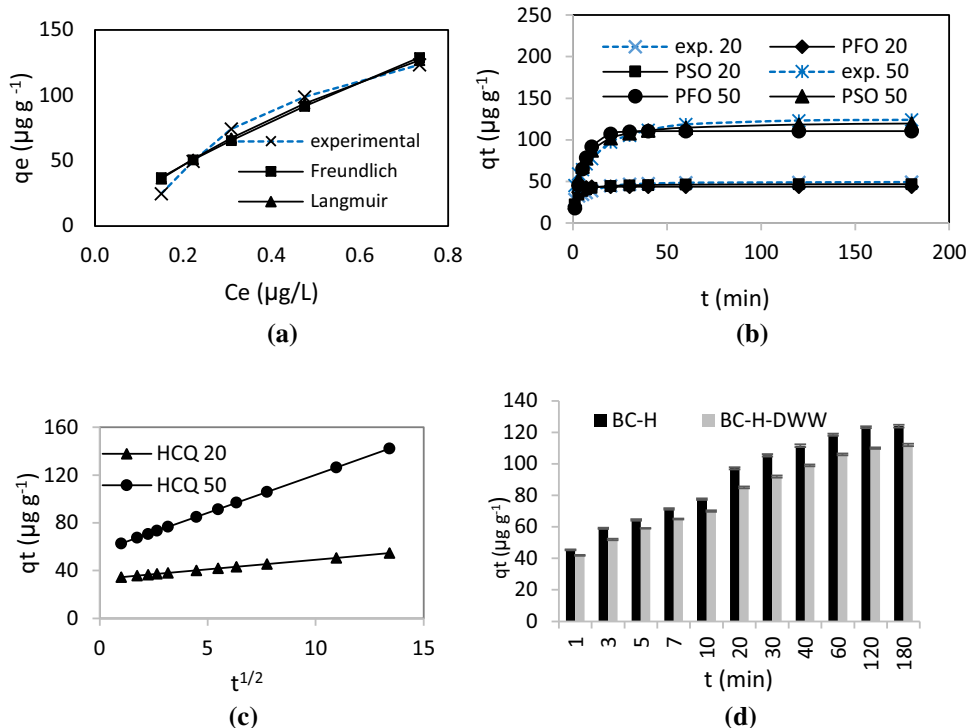 150
100
50
0
qe (µg g -1)
experimental
Freundlich
Langmuir
0.0 0.2 0.4 0.6 0.8
Ce (µg/L)
(a)
250
200
150
100
50
0
qt (µg g-1)
exp. 20 PFO 20
PSO 20 exp. 50
PFO 50 PSO 50
0 50 100 150 200
t (min)
(b)
160
120
80
40
0
qt (µg g-1)
HCQ 20
HCQ 50
0 5 10 15
t1/2
(c)
140
120
100
80
60
40
20
0
qt (µg g-1)
BC-H BC-H-DWW
1 3 5 7 10 20 30 40 60 120 180
t (min)
(d)